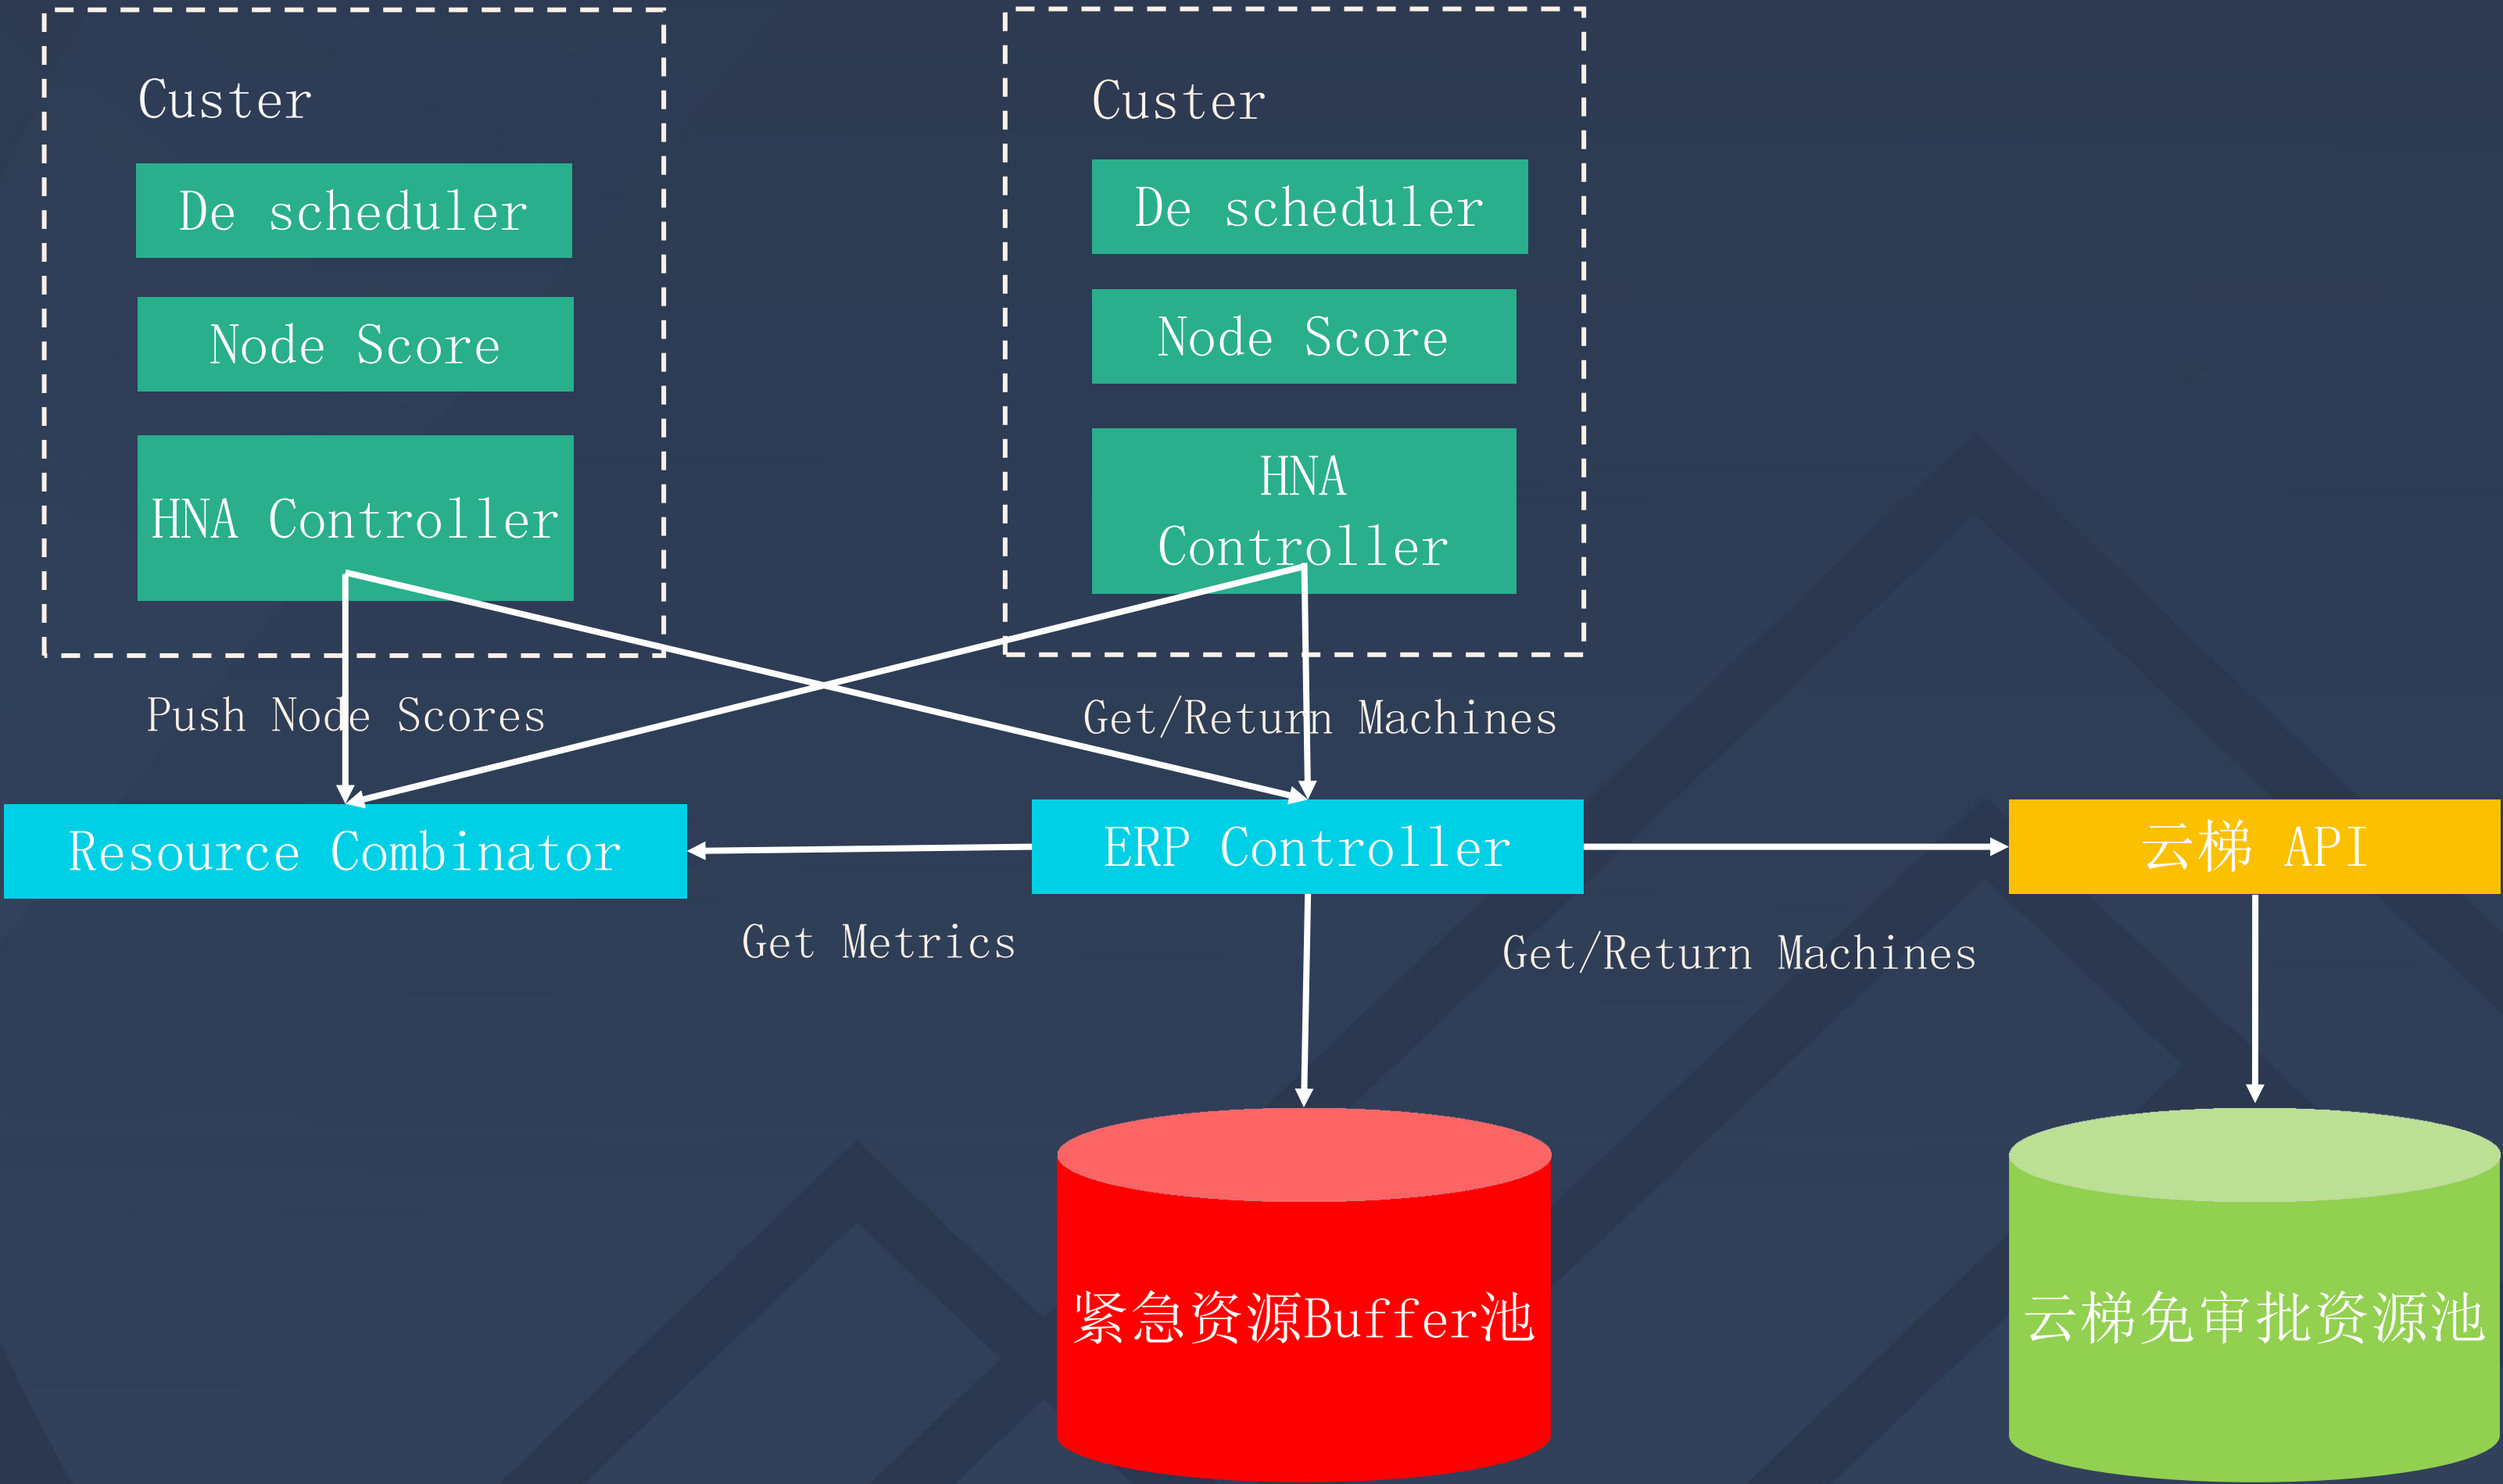 Custer
De scheduler
Node Score
HNA Controller
Custer
De scheduler
Node Score
HNA
Controller
Push Node Scores
Get/Return Machines
Resource Combinator
ERP Controller
云梯 API
Get Metrics
Get/Return Machines
紧急资源Buffer池
云梯免审批资源池